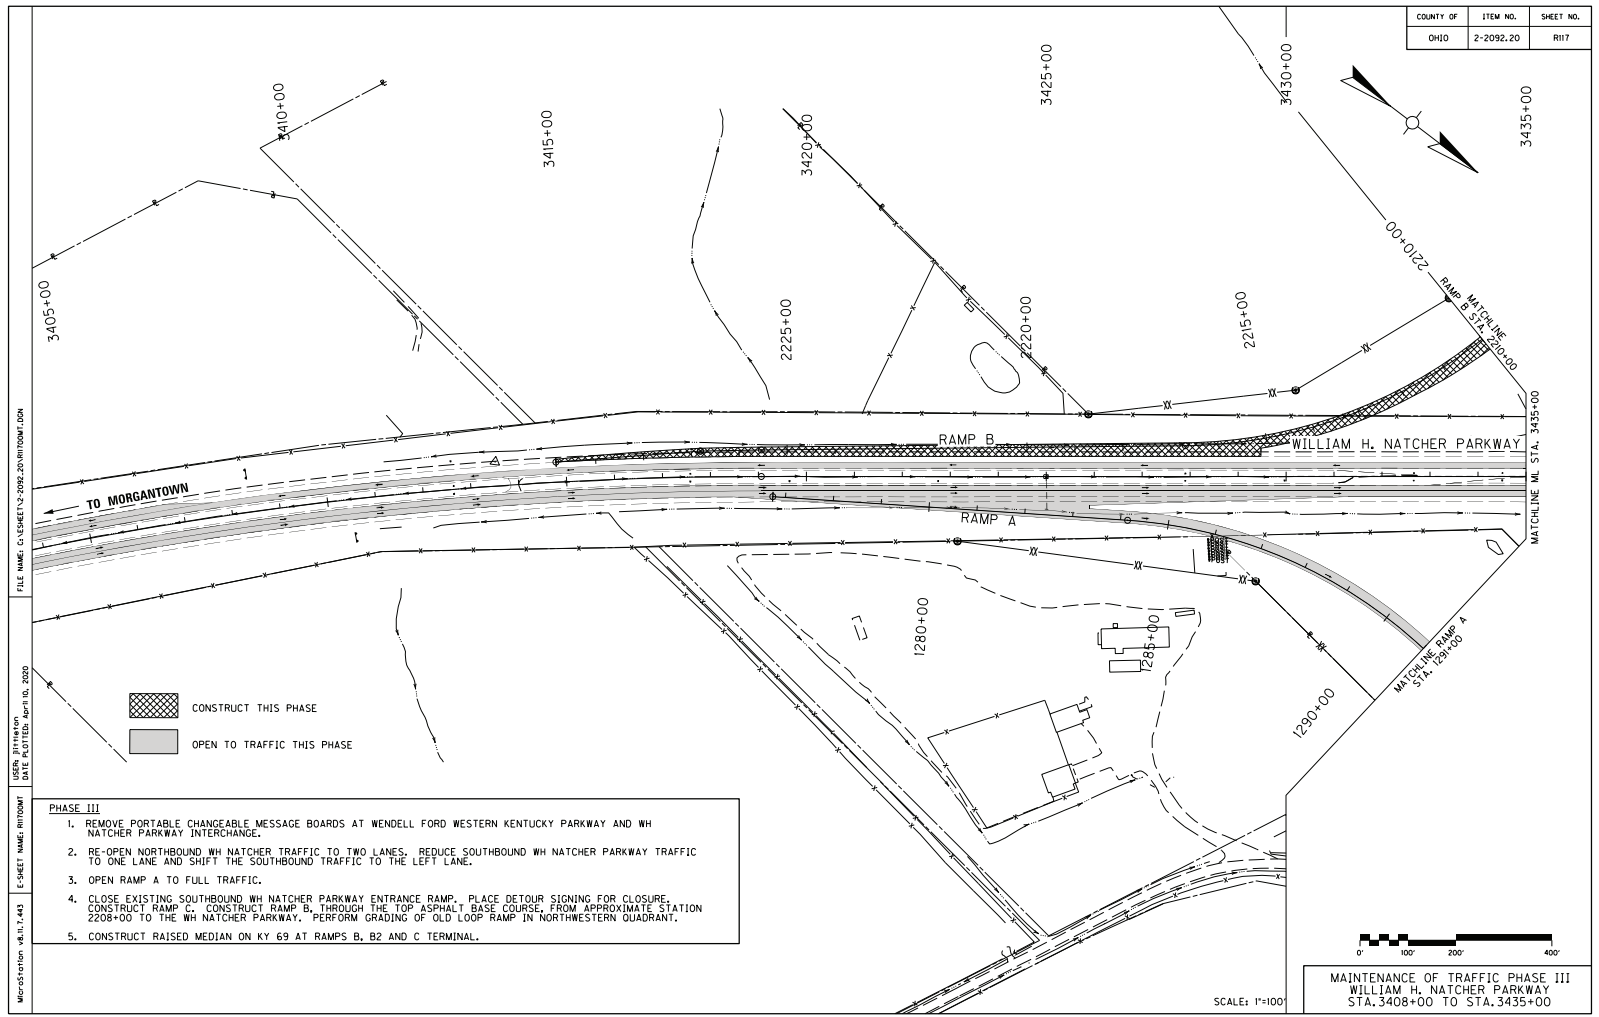 COUNTY OF
ITEM NO.
SHEET NO.
OHIO
2-2092.20
R117
3405+00
3410+00
3415+00
3420+00
3425+00
3430+00
3435+00
2225+00
2220+00
2215+00
2210+00
MATCHLINE
RAMP B STA. 2210+00
RAMP B
WILLIAM H. NATCHER PARKWAY
MATCHLINE ML STA. 3435+00
TO MORGANTOWN
RAMP A
1280+00
1285+00
1290+00
MATCHLINE RAMP A
STA. 1291+00
CONSTRUCT THIS PHASE
OPEN TO TRAFFIC THIS PHASE
PHASE III
1. REMOVE PORTABLE CHANGEABLE MESSAGE BOARDS AT WENDELL FORD WESTERN KENTUCKY PARKWAY AND WH
NATCHER PARKWAY INTERCHANGE.
2. RE-OPEN NORTHBOUND WH NATCHER TRAFFIC TO TWO LANES. REDUCE SOUTHBOUND WH NATCHER PARKWAY TRAFFIC
TO ONE LANE AND SHIFT THE SOUTHBOUND TRAFFIC TO THE LEFT LANE.
3. OPEN RAMP A TO FULL TRAFFIC.
4. CLOSE EXISTING SOUTHBOUND WH NATCHER PARKWAY ENTRANCE RAMP. PLACE DETOUR SIGNING FOR CLOSURE.
CONSTRUCT RAMP C. CONSTRUCT RAMP B, THROUGH THE TOP ASPHALT BASE COURSE, FROM APPROXIMATE STATION
2208+00 TO THE WH NATCHER PARKWAY. PERFORM GRADING OF OLD LOOP RAMP IN NORTHWESTERN QUADRANT.
5. CONSTRUCT RAISED MEDIAN ON KY 69 AT RAMPS B, B2 AND C TERMINAL.
FILE NAME: C:\ESHEET\2-2092.20\R11700MT.DGN
USER: jlittleton
DATE PLOTTED: April 10, 2020
E-SHEET NAME: R11700MT
MicroStation v8.11.7.443
0'
100'
200'
400'
SCALE: 1"=100'
MAINTENANCE OF TRAFFIC PHASE III
WILLIAM H. NATCHER PARKWAY
STA.3408+00 TO STA.3435+00